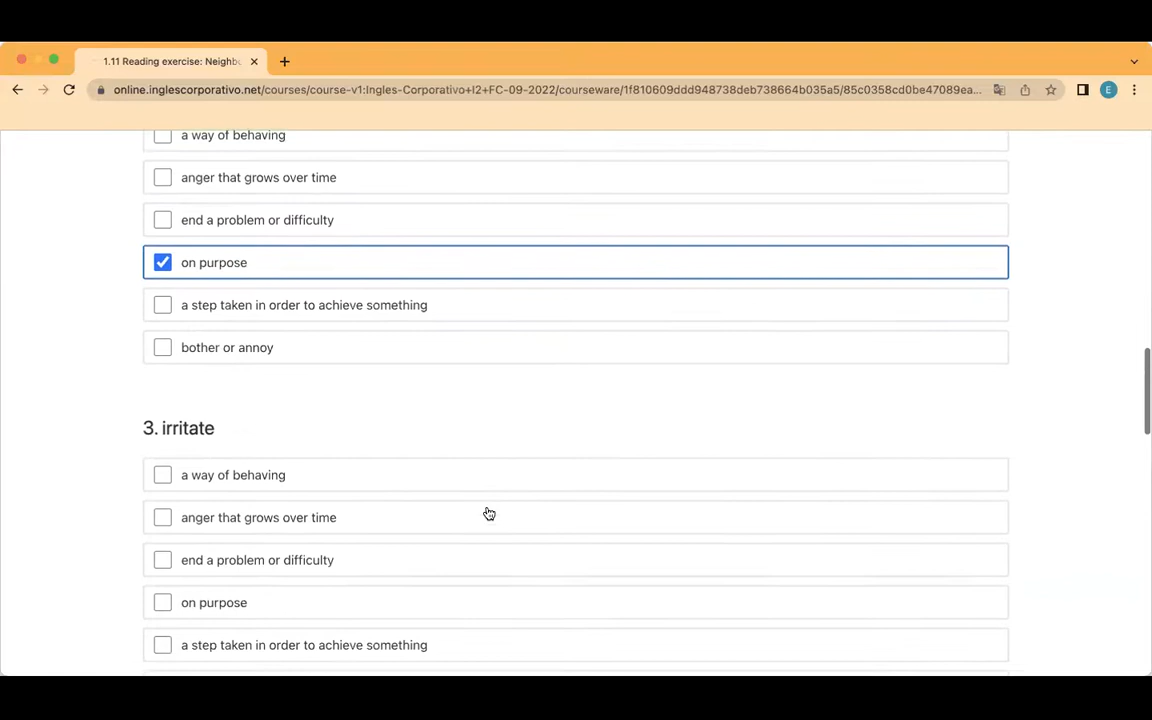 1.11 Reading exercise: Neighbo
online.inglescorporativo.net/courses/course-v1:Ingles-Corporativo+I2+FC-09-2022/courseware/1f810609ddd948738deb738664b035a5/85c0358cd0be47089ea...
E
a way of behaving
anger that grows over time
end a problem or difficulty
on purpose
a step taken in order to achieve something
bother or annoy
3. irritate
a way of behaving
anger that grows over time
end a problem or difficulty
on purpose
a step taken in order to achieve something